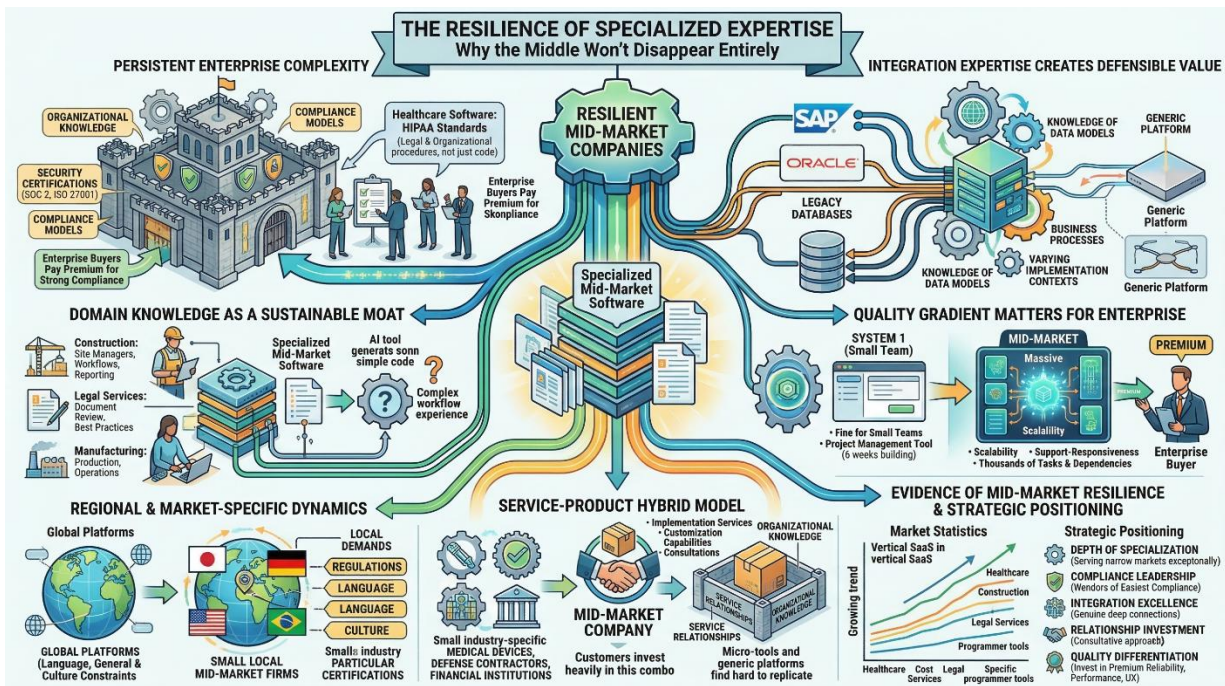 THE RESILIENCE OF SPECIALIZED EXPERTISE
Why the Middle Won't Disappear Entirely
PERSISTENT ENTERPRISE COMPLEXITY
ORGANIZATIONAL
KNOWLEDGE
COMPLIANCE
MODELS
SECURITY
CERTIFICATIONS
(SOC 2, ISO 27001)
COMPLIANCE
MODELS
Enterprise Buyers
Pay Premium for
Strong Compliance
Healthcare Software:
HIPAA Standards
(Legal & Organizational
procedures, not just code)
Enterprise
Buyers Pay
Premium for
Skonpliance
RESILIENT
MID-MARKET
COMPANIES
INTEGRATION EXPERTISE CREATES DEFENSIBLE VALUE
SAP
ORACLE
LEGACY
DATABASES
KNOWLEDGE OF
DATA MODELS
GENERIC
PLATFORM
Generic
Platform
BUSINESS
PROCESSES
KNOWLEDGE OF
DATA MODELS
VARYING
IMPLEMENTATION
CONTEXTS
Generic Platform
Specialized
Mid-Market
Software
DOMAIN KNOWLEDGE AS A SUSTAINABLE MOAT
Construction:
Site Managers,
Workflows,
Reporting
Legal Services:
Document
Review,
Best Practices
Manufacturing:
Production,
Operations
Specialized
Mid-Market
Software
AI tool
generats sonn
simple code
?
?
Complex
workflow
experience
QUALITY GRADIENT MATTERS FOR ENTERPRISE
SYSTEM 1
(Small Team)
• Fine for Small Teams
• Project Management Tool
(6 weeks building)
MID-MARKET
Massive
Scalalility
PREMIUM
PREMIUM
• Scalability • Support-Responsiveness
• Thousands of Tasks & Dependencies
Enterprise
Buyer
REGIONAL & MARKET-SPECIFIC DYNAMICS
Global Platforms
GLOBAL PLATFORMS
(Language, General &
Culture Constraints
SMALL LOCAL
MID-MARKET FIRMS
LOCAL
DEMANDS
REGULATIONS
LANGUAGE
LANGUAGE
CULTURE
Smalls industry
PARTICULAR
CERTIFICATIONS
SERVICE-PRODUCT HYBRID MODEL
• Implementation Services
• Customization
Capabilities
• Consultations
Small industry-specific
MEDICAL DEVICES,
DEFENSE CONTRACTORS,
FINANCIAL INSTITUTIONS
MID-MARKET
COMPANY
Customers invest
heavily in this combo
ORGANIZATIONAL
KNOWLEDGE
SERVICE
RELATIONSHIPS
ORGANIZATIONAL
KNOWLEDGE
SERVICE
RELATIONSHIPS
Micro-tools and
generic platforms
find hard to replicate
EVIDENCE OF MID-MARKET RESILIENCE
& STRATEGIC POSITIONING
Market Statistics
Growing trend
Vertical SaaS in
vertical SaaS
Healthcare
Construction
Legal Services
Programmer tools
Healthcare
Cost
Services
Legal
Specific
programmer tools
Strategic Positioning
DEPTH OF SPECIALIZATION
(Serving narrow markets exceptonally)
COMPLIANCE LEADERSHIP
(Wendors of Easiest Compliance)
INTEGRATION EXCELLENCE
(Genuine deep connections)
RELATIONSHIP INVESTMENT
(Consultative approach)
QUALITY DIFFERENTIATION
(Invest in Premium Reliability,
Performance, UX)